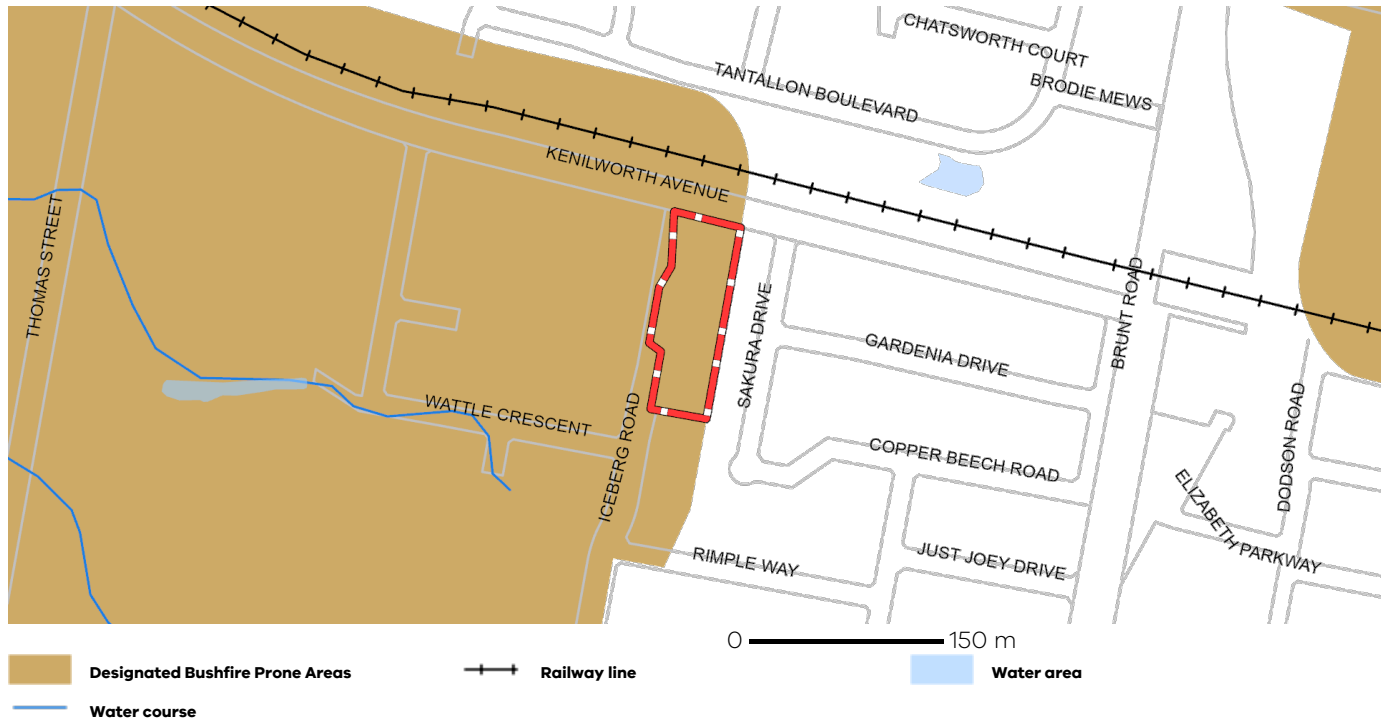 CHATSWORTH COURT
TANTALLON BOULEVARD
BRODIE MEWS
KENILWORTH AVENUE
THOMAS STREET
SAKURA DRIVE
BRUNT ROAD
GARDENIA DRIVE
WATTLE CRESCENT
ICEBERG ROAD
COPPER BEECH ROAD
DODSON ROAD
ELIZABETH PARKWAY
RIMPLE WAY
JUST JOEY DRIVE
0 150 m
Designated Bushfire Prone Areas
Railway line
Water area
Water course